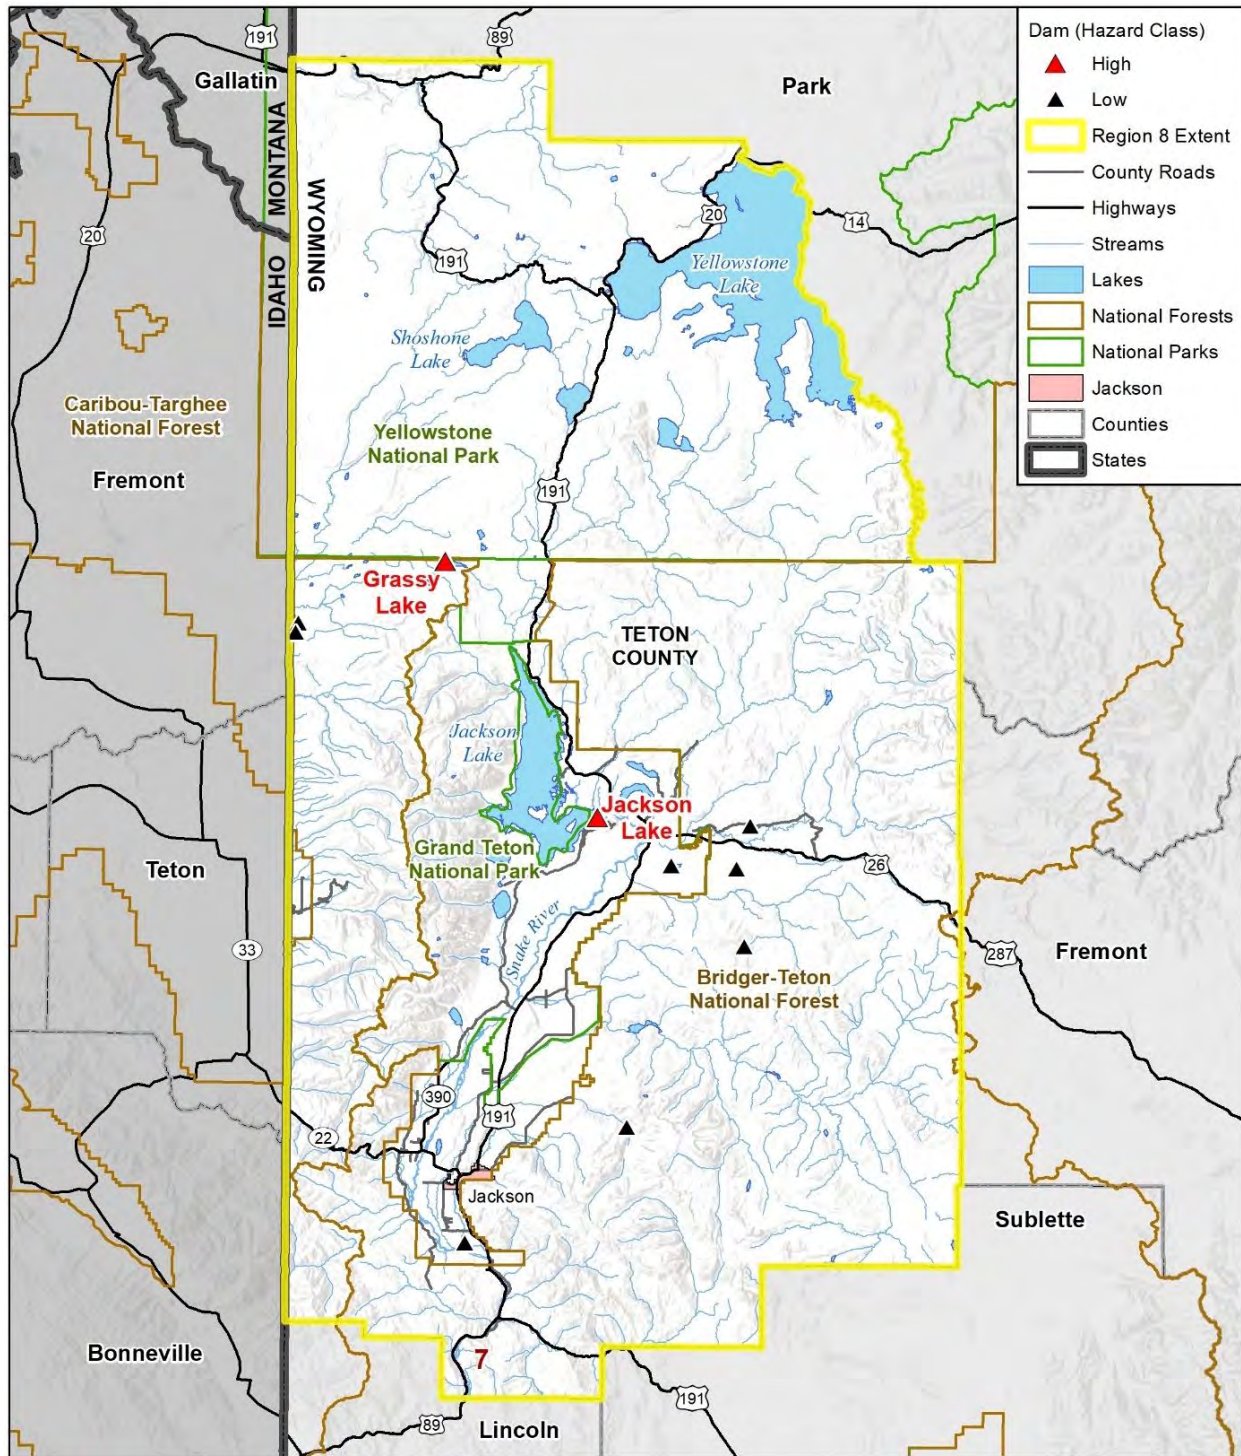 191
89
Gallatin
Park
IDAHO
MONTANA
WYOMING
20
20
14
191
Yellowstone
Lake
Shoshone
Lake
Caribou-Targhee
National Forest
Yellowstone
National Park
Fremont
191
Grassy
Lake
TETON
COUNTY
Jackson
Lake
Jackson
Lake
Grand Teton
National Park
Teton
26
33
Snake River
Fremont
287
Bridger-Teton
National Forest
390
191
22
Jackson
Sublette
Bonneville
7
191
89
Lincoln
Dam (Hazard Class)
High
Low
Region 8 Extent
County Roads
Highways
Streams
Lakes
National Forests
National Parks
Jackson
Counties
States